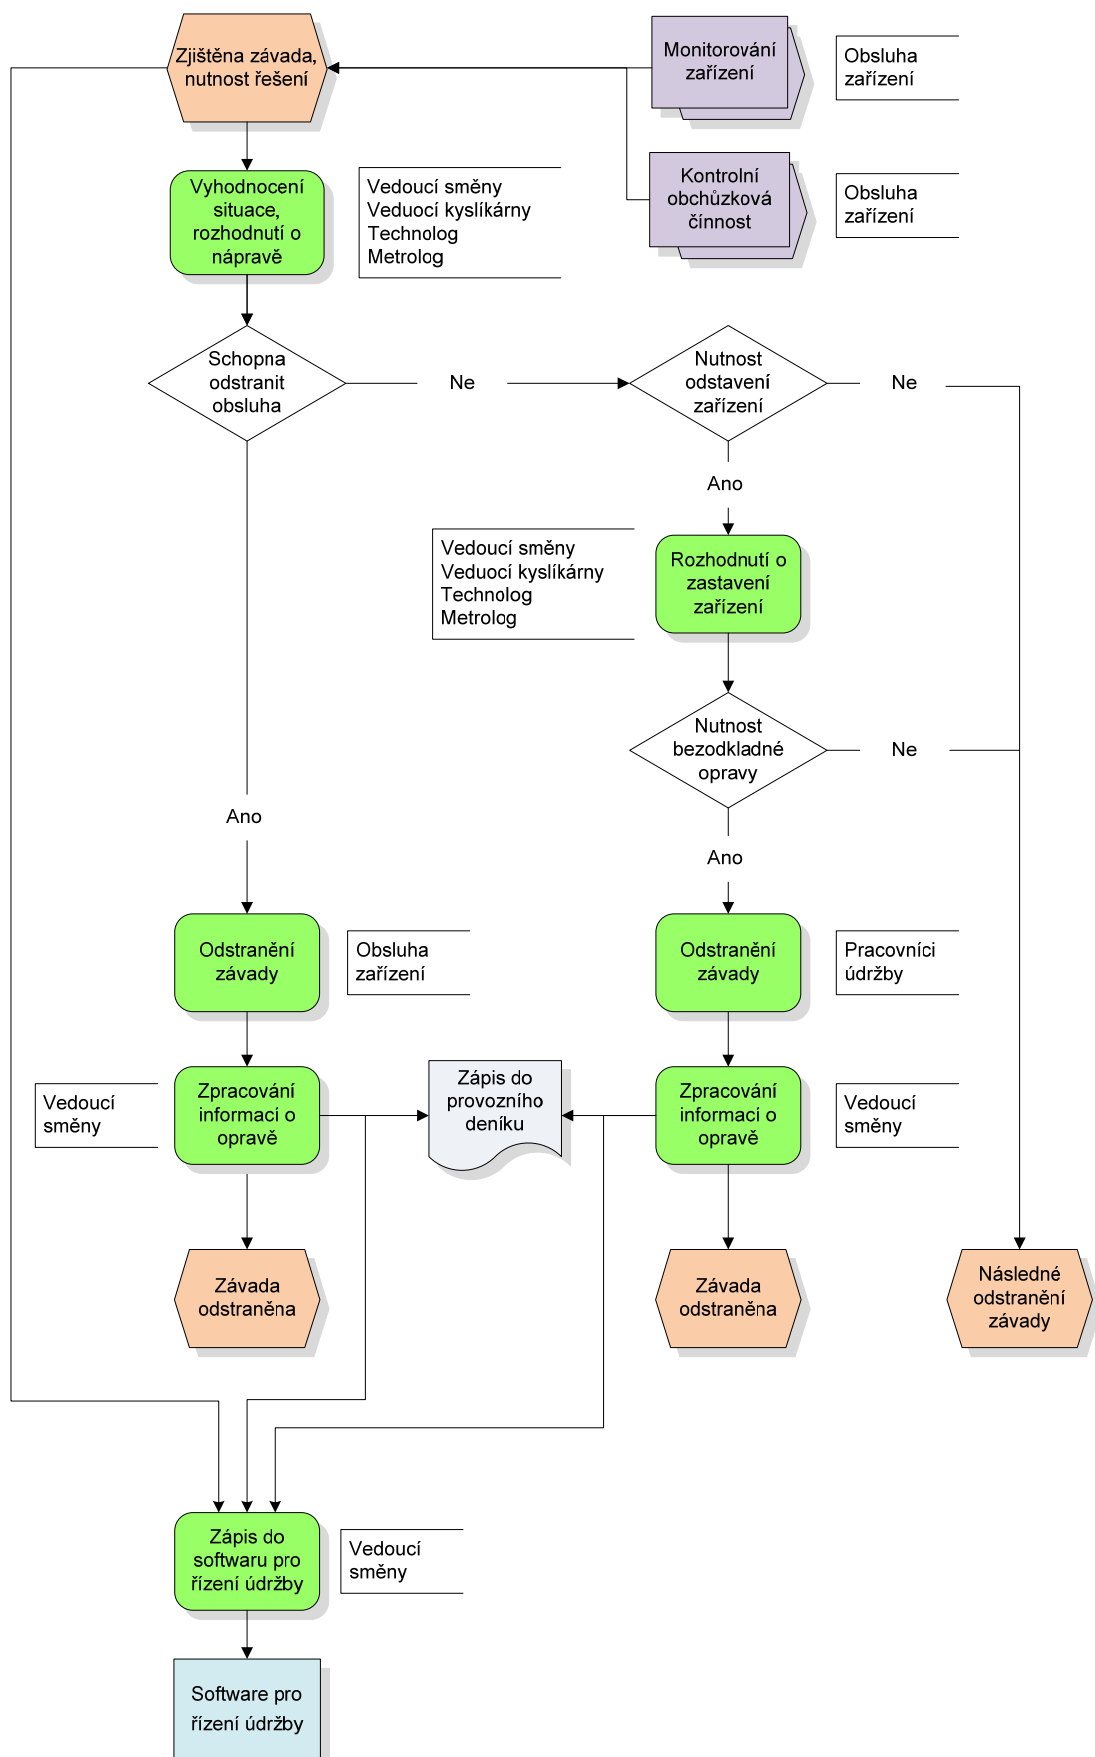 Zjištěna závada,
nutnost řešení
Monitorování
zařízení
Obsluha
zařízení
Vyhodnocení
situace,
rozhodnutí o
nápravě
Vedoucí směny
Veduocí kyslíkárny
Technolog
Metrolog
Kontrolní
obchůzková
čínnost
Obsluha
zařízení
Schopna
odstranit
obsluha
Ne
Nutnost
odstavení
zařízení
Ne
Ano
Vedoucí směny
Veduocí kyslíkárny
Technolog
Metrolog
Rozhodnutí o
zastavení
zařízení
Nutnost
bezodkladné
opravy
Ne
Ano
Ano
Odstranění
závady
Obsluha
zařízení
Odstranění
závady
Pracovníci
údržby
Vedoucí
směny
Zpracování
informací o
opravě
Zápis do
provozního
deníku
Zpracování
informací o
opravě
Vedoucí
směny
Závada
odstraněna
Závada
odstraněna
Následné
odstranění
závady
Zápis do
softwaru pro
řízení údržby
Vedoucí
směny
Software pro
řízení údržby